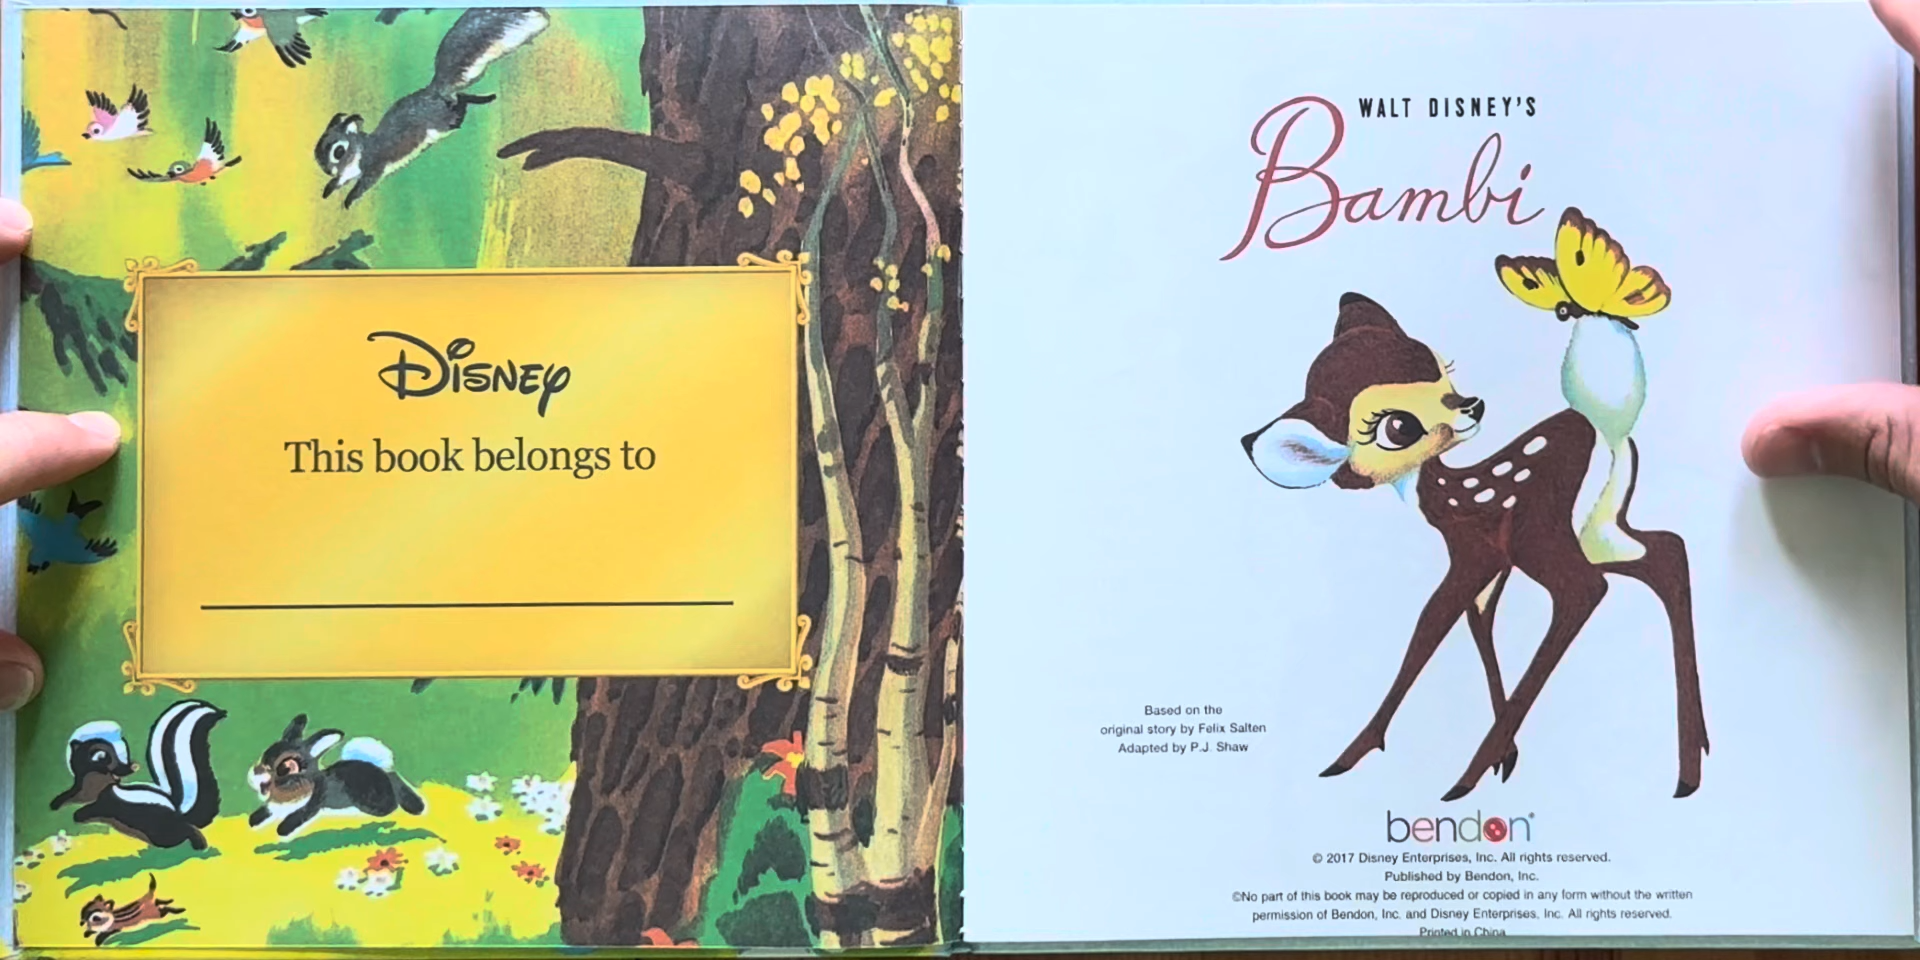 Disney
This book belongs to
WALT DISNEY'S
Bambi
Based on the
original story by Felix Salten
Adapted by P.J. Shaw
bendon®
© 2017 Disney Enterprises, Inc. All rights reserved.
Published by Bendon, Inc.
©No part of this book may be reproduced or copied in any form without the written
permission of Bendon, Inc. and Disney Enterprises, Inc. All rights reserved.
Printed in China